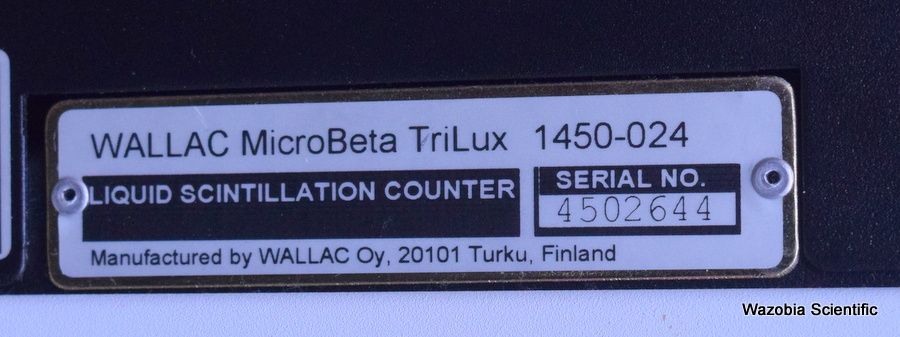 WALLAC MicroBeta TriLux 1450-024
LIQUID SCINTILLATION COUNTER
SERIAL NO.
4502644
Manufactured by WALLAC Oy, 20101 Turku, Finland
Wazobia Scientific